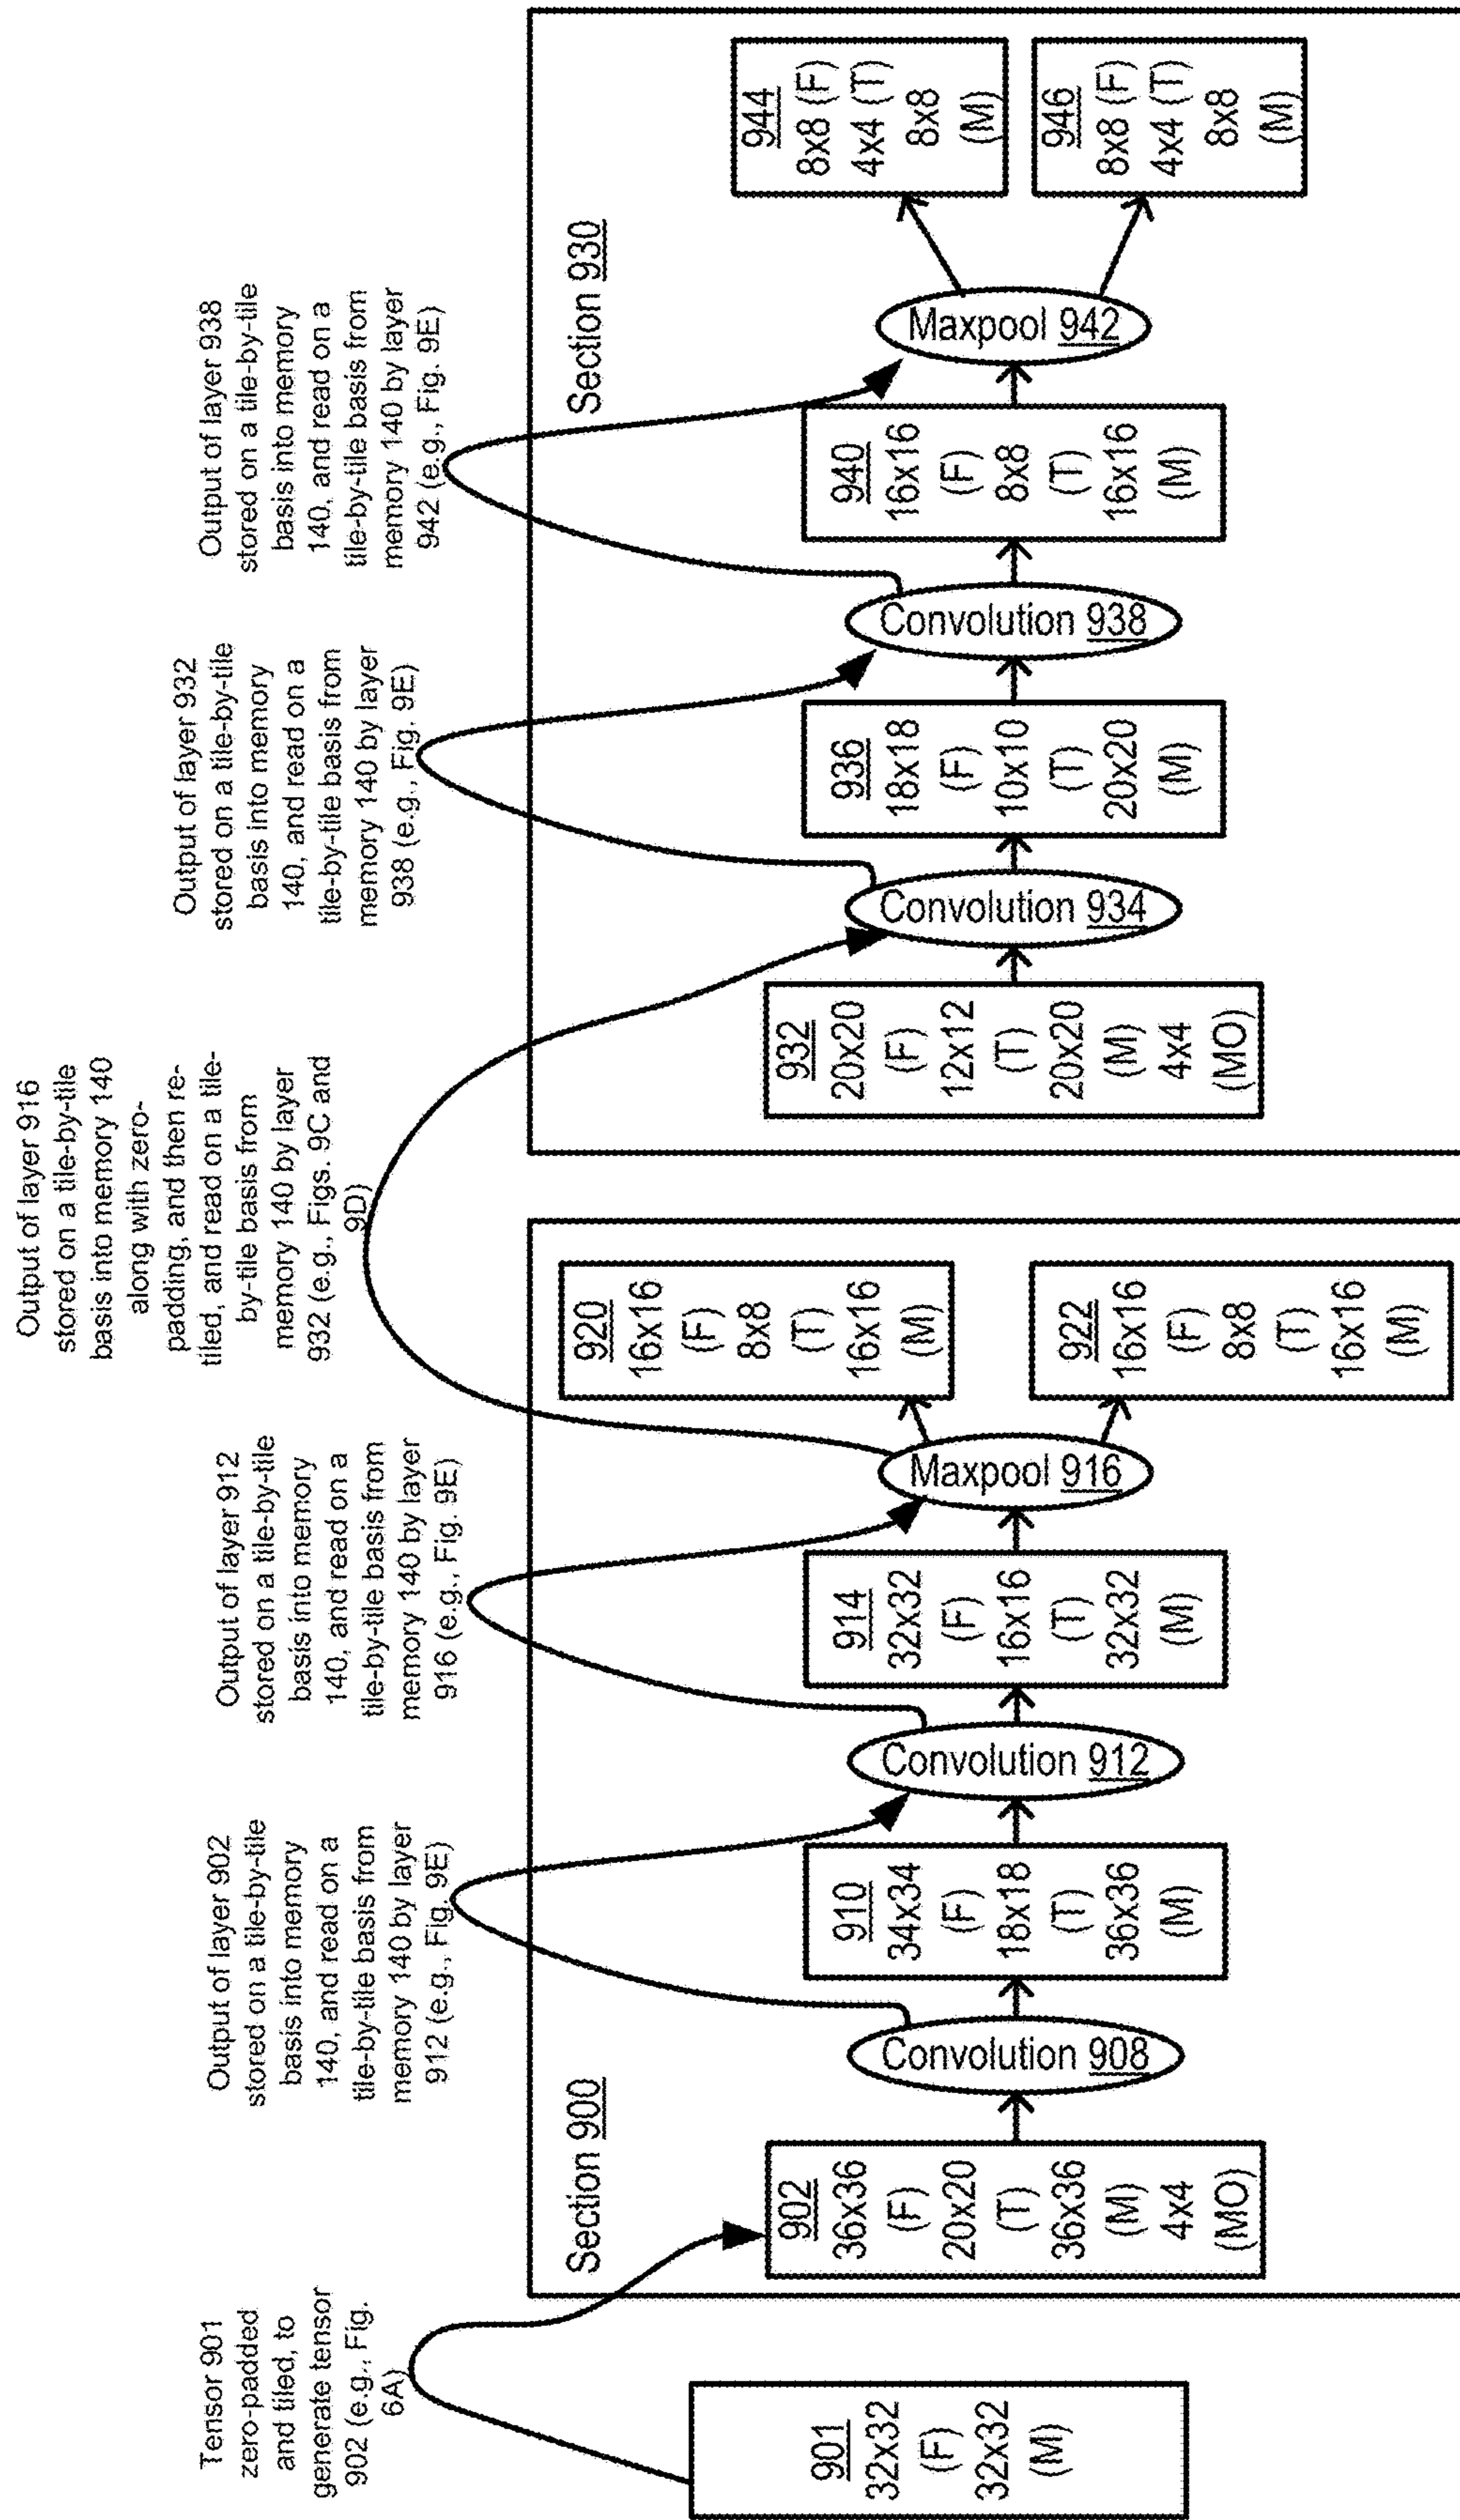 Tensor 901
zero-padded
and tiled, to
generate tensor
902 (e.g., Fig.
6A)
901
32x32
(F)
32x32
(M)
Section 900
902
36x36
(F)
20x20
(T)
36x36
(M)
4x4
(MO)
Convolution 908
Output of layer 902
stored on a tile-by-tile
basis into memory
140, and read on a
tile-by-tile basis from
memory 140 by layer
912 (e.g., Fig. 9E)
910
34x34
(F)
18x18
(T)
36x36
(M)
Convolution 912
Output of layer 912
stored on a tile-by-tile
basis into memory
140, and read on a
tile-by-tile basis from
memory 140 by layer
916 (e.g., Fig. 9E)
914
32x32
(F)
16x16
(T)
32x32
(M)
Maxpool 916
920
16x16
(F)
8x8
(T)
16x16
(M)
922
16x16
(F)
8x8
(T)
16x16
(M)
Output of layer 916
stored on a tile-by-tile
basis into memory 140
along with zero-
padding, and then re-
tiled, and read on a tile-
by-tile basis from
memory 140 by layer
932 (e.g., Figs. 9C and
9D)
Section 930
932
20x20
(F)
12x12
(T)
20x20
(M)
4x4
(MO)
Convolution 934
Output of layer 932
stored on a tile-by-tile
basis into memory
140, and read on a
tile-by-tile basis from
memory 140 by layer
938 (e.g., Fig. 9E)
936
18x18
(F)
10x10
(T)
20x20
(M)
Convolution 938
Output of layer 938
stored on a tile-by-tile
basis into memory
140, and read on a
tile-by-tile basis from
memory 140 by layer
942 (e.g., Fig. 9E)
940
16x16
(F)
8x8
(T)
16x16
(M)
Maxpool 942
944
8x8 (F)
4x4 (T)
8x8
(M)
946
8x8 (F)
4x4 (T)
8x8
(M)